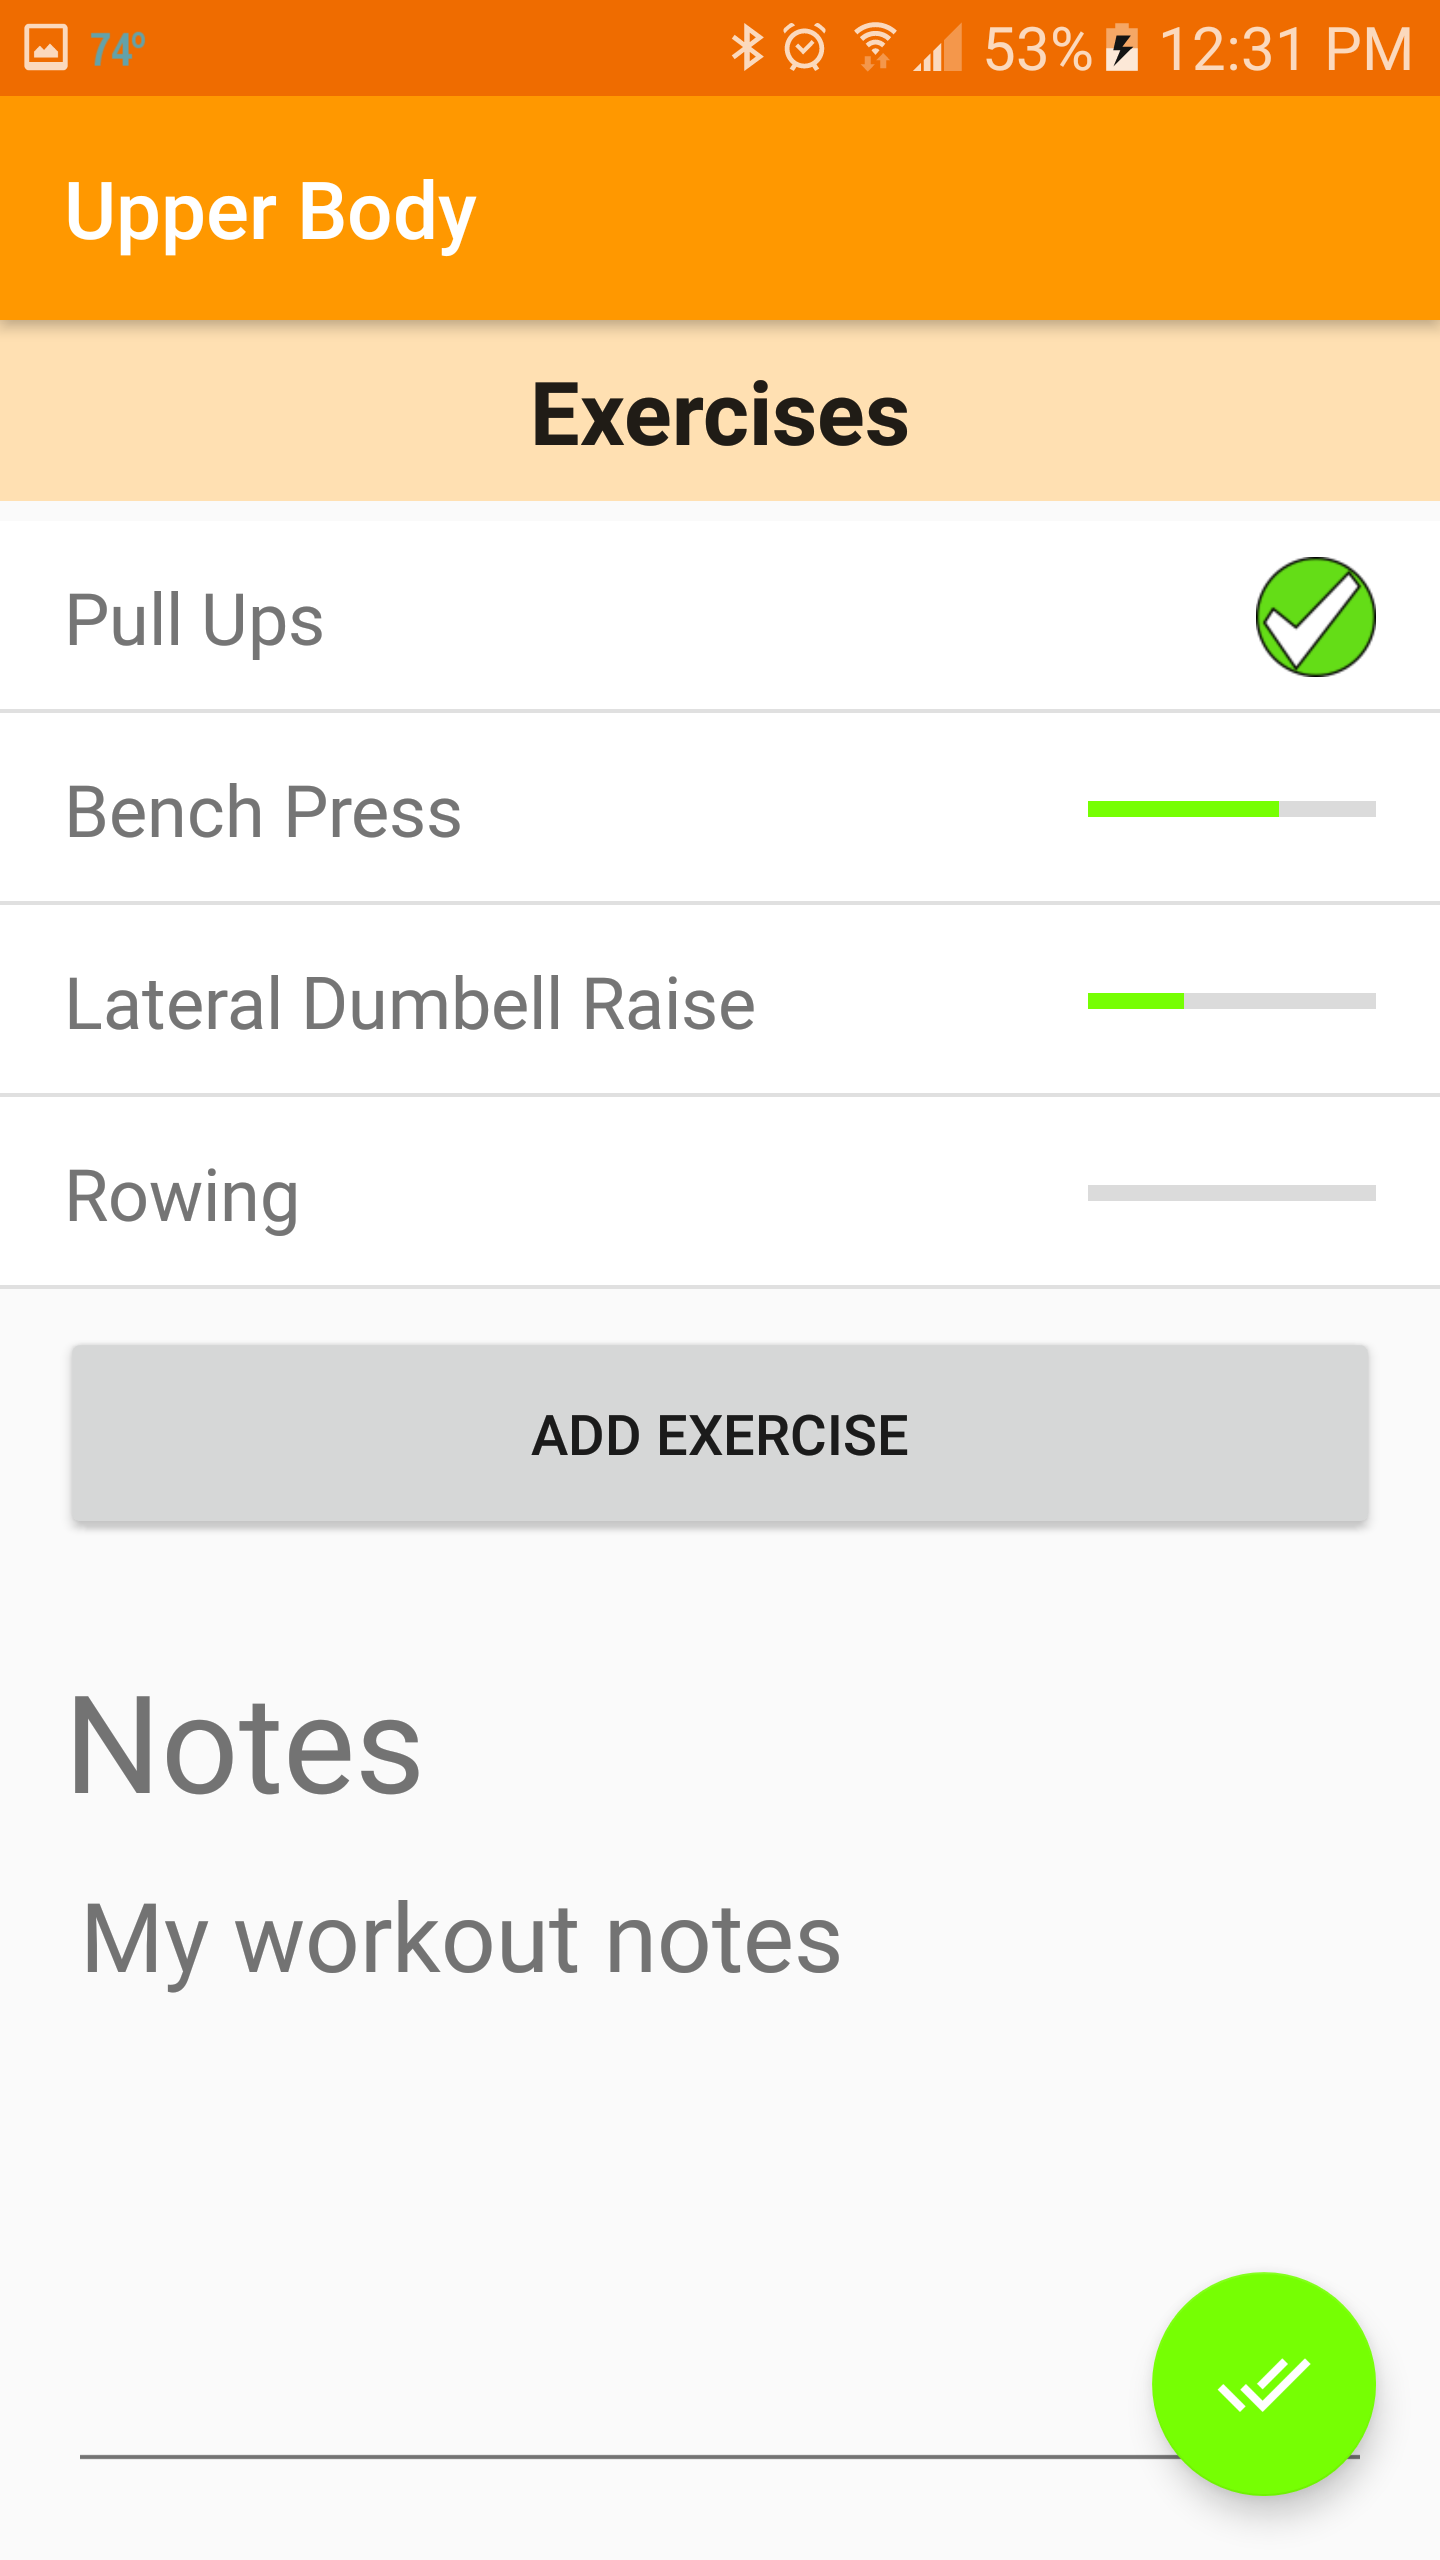 74° 53% 12:31 PM
Upper Body
Exercises
Pull Ups
Bench Press
Lateral Dumbell Raise
Rowing
ADD EXERCISE
Notes
My workout notes